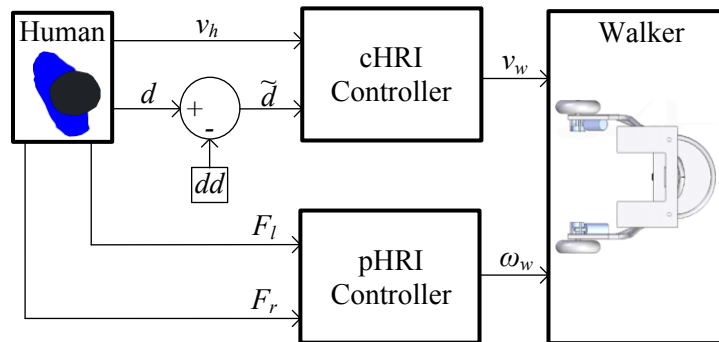 Human
v_h
cHRI
Controller
v_w
Walker
d
+
-
d̃
dd
F_l
pHRI
Controller
ω_w
F_r